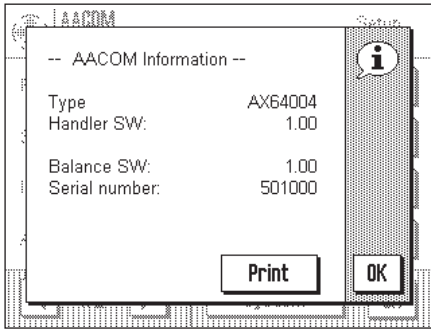 AACOM
Setup
-- AACOM Information --
Type AX64004
Handler SW: 1.00
Balance SW: 1.00
Serial number: 501000
Print
OK